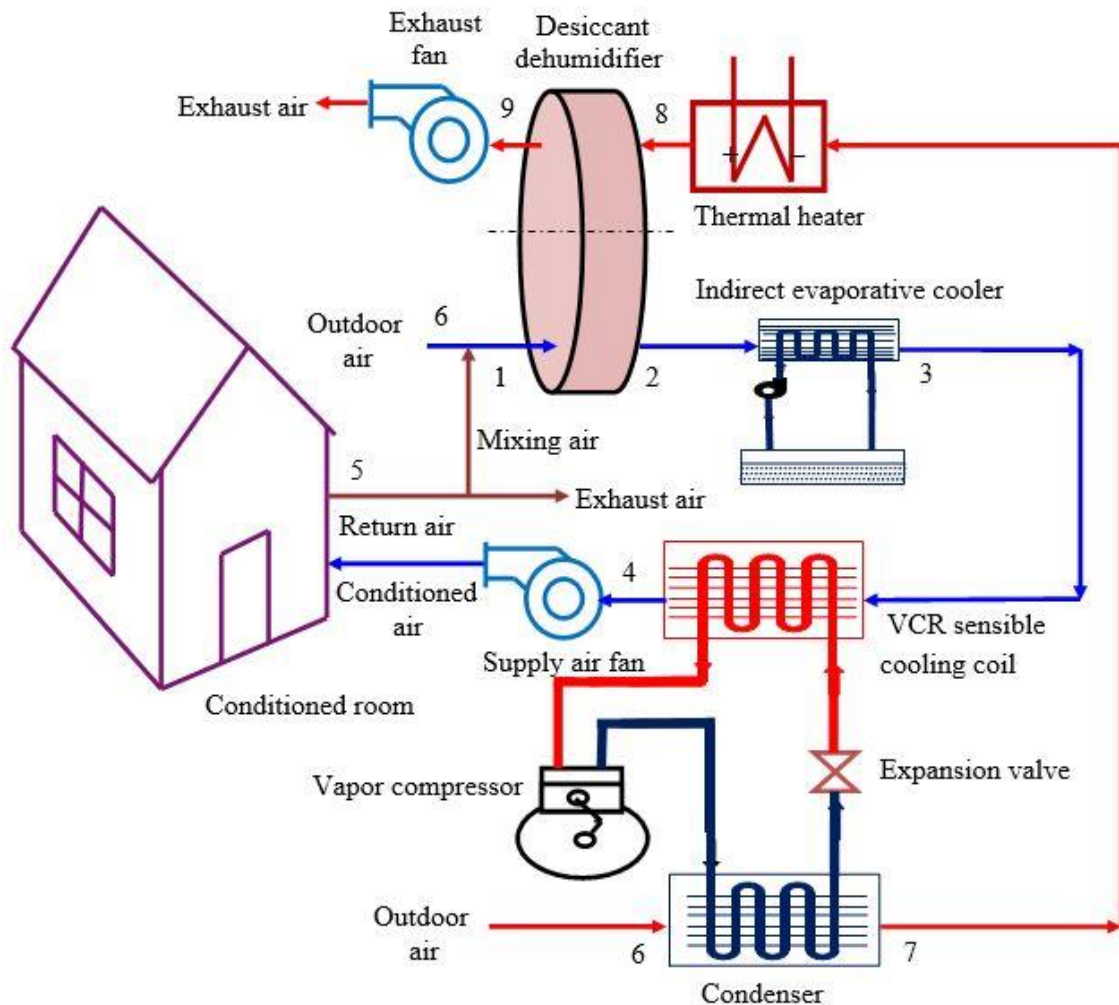 Exhaust
fan
Desiccant
dehumidifier
Exhaust air
9
8
+
–
Thermal heater
Indirect evaporative cooler
Outdoor
air
6
1
2
3
Mixing air
5
Exhaust air
Return air
Conditioned
air
4
VCR sensible
cooling coil
Supply air fan
Conditioned room
Vapor compressor
Expansion valve
Outdoor
air
6
7
Condenser